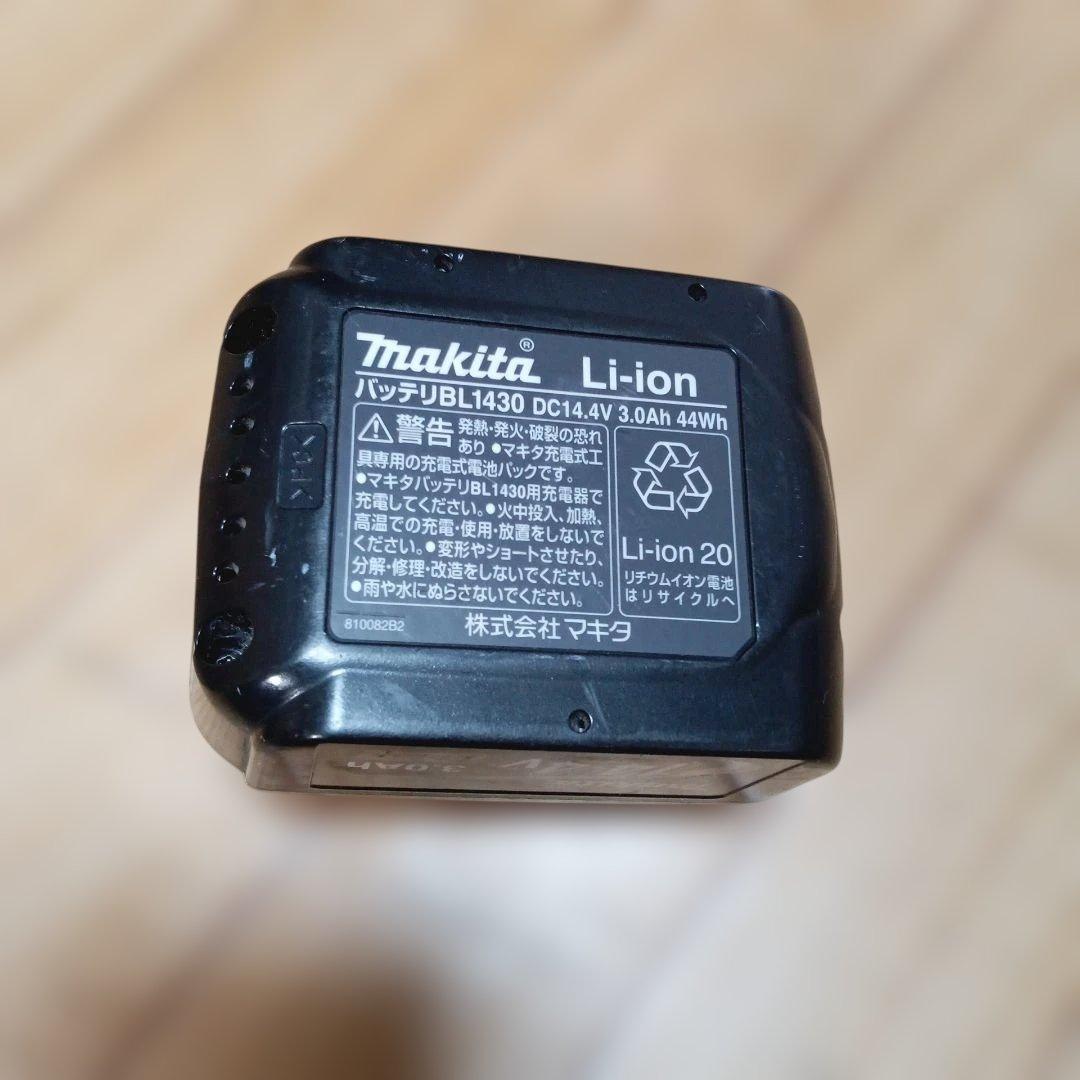 makita® Li-ion
バッテリBL1430 DC14.4V 3.0Ah 44Wh
警告 発熱・発火・破裂の恐れ
あり ●マキタ充電式工
具専用の充電式電池パックです。
●マキタバッテリBL1430用充電器で
充電してください。●火中投入、加熱、
高温での充電・使用・放置をしないで
ください。●変形やショートさせたり、
分解・修理・改造をしないでください。
●雨や水にぬらさないでください。
Li-ion 20
リチウムイオン電池
はリサイクルへ
810082B2
株式会社マキタ
3.0Ah